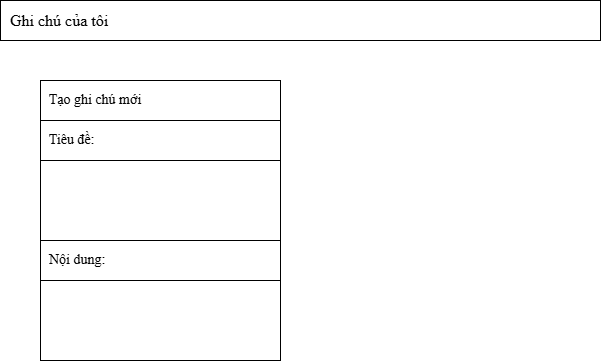 Ghi chú của tôi
Tạo ghi chú mới
Tiêu đề:
Nội dung: